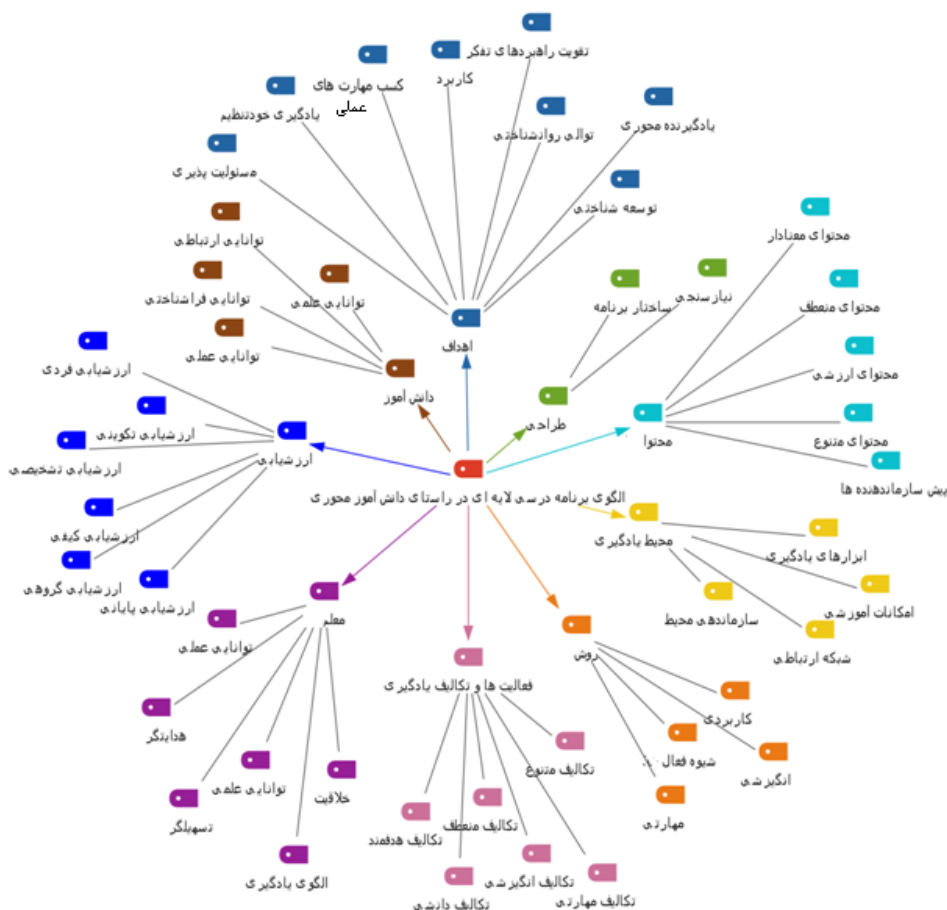 تقویت راهبردهای تفکر
کاربرد
کسب مهارت های
عملی
یادگیری خودتنظیم
توالی روانشناختی
یادگیرنده محوری
مسئولیت پذیری
توسعه شناختی
توانایی ارتباطی
توانایی علمی
توانایی فراشناختی
توانایی عملی
اهداف
دانش آموز
نیازسنجی
ساختار برنامه
طراحی
محتوای معنادار
محتوای منعطف
محتوای ارزشی
محتوای متنوع
پیش سازماندهنده ها
محتوا
ارزشیابی فردی
ارزشیابی تکوینی
ارزشیابی تشخیصی
ارزشیابی کیفی
ارزشیابی گروهی
ارزشیابی پایانی
ارزشیابی
الگوی برنامه درسی لایه ای در راستای دانش آموز محوری
محیط یادگیری
ابزارهای یادگیری
امکانات آموزشی
سازماندهی محیط
شبکه ارتباطی
معلم
توانایی عملی
هدایتگر
توانایی علمی
خلاقیت
تسهیلگر
الگوی یادگیری
فعالیت ها و تکالیف یادگیری
تکالیف متنوع
تکالیف منعطف
تکالیف هدفمند
تکالیف انگیزشی
تکالیف مهارتی
تکالیف دانشی
روش
کاربردی
شیوه فعال
انگیزشی
مهارتی